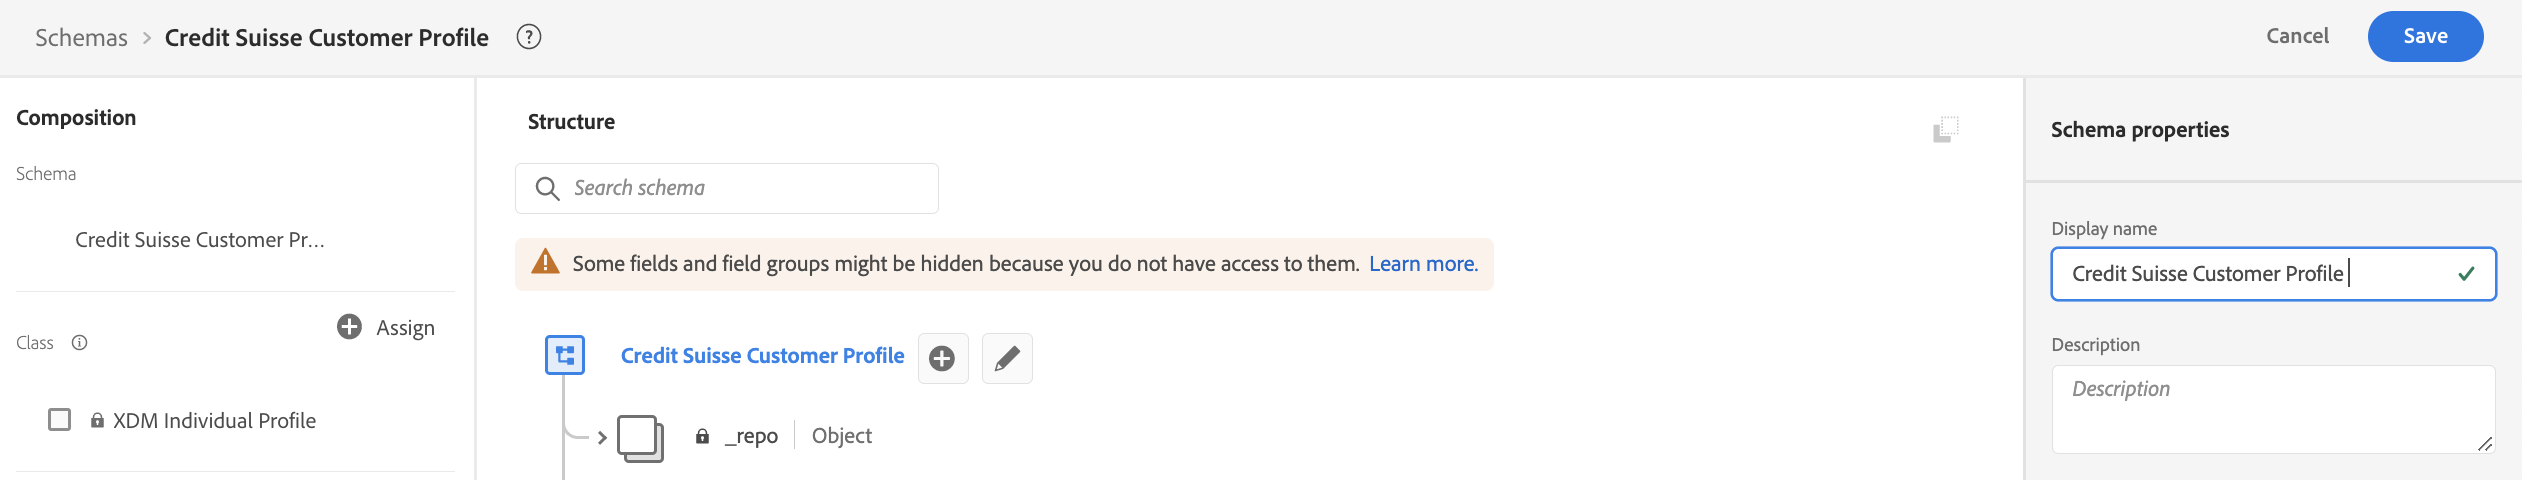 Schemas > Credit Suisse Customer Profile ?
Cancel
Save
Composition
Schema
Credit Suisse Customer Pr...
Class
Assign
XDM Individual Profile
Structure
Search schema
Some fields and field groups might be hidden because you do not have access to them. Learn more.
Credit Suisse Customer Profile
_repo | Object
Schema properties
Display name
Credit Suisse Customer Profile
Description
Description